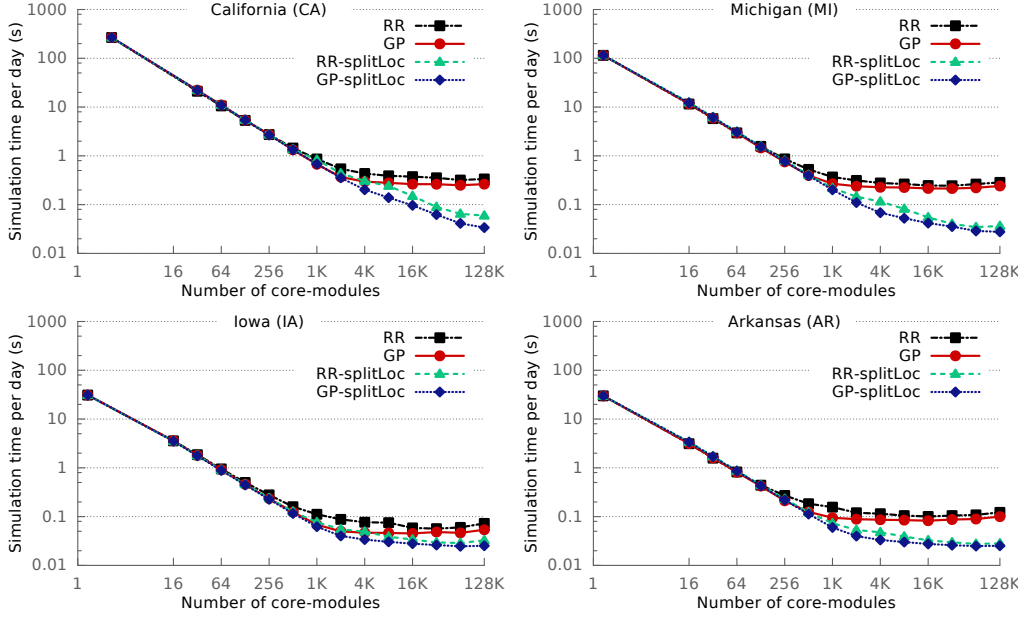 California (CA)
Simulation time per day (s)
1000
100
10
1
0.1
0.01
RR
GP
RR-splitLoc
GP-splitLoc
1 16 64 256 1K 4K 16K 128K
Number of core-modules
Michigan (MI)
Simulation time per day (s)
1000
100
10
1
0.1
0.01
RR
GP
RR-splitLoc
GP-splitLoc
1 16 64 256 1K 4K 16K 128K
Number of core-modules
Iowa (IA)
Simulation time per day (s)
1000
100
10
1
0.1
0.01
RR
GP
RR-splitLoc
GP-splitLoc
1 16 64 256 1K 4K 16K 128K
Number of core-modules
Arkansas (AR)
Simulation time per day (s)
1000
100
10
1
0.1
0.01
RR
GP
RR-splitLoc
GP-splitLoc
1 16 64 256 1K 4K 16K 128K
Number of core-modules